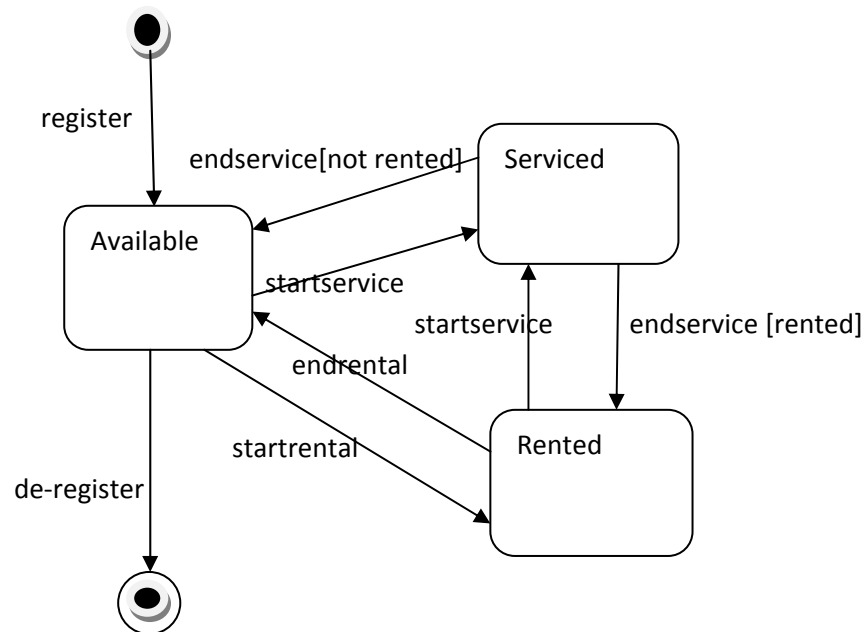 register
endservice[not rented]
Serviced
Available
startservice
startservice
endservice [rented]
endrental
startrental
Rented
de-register